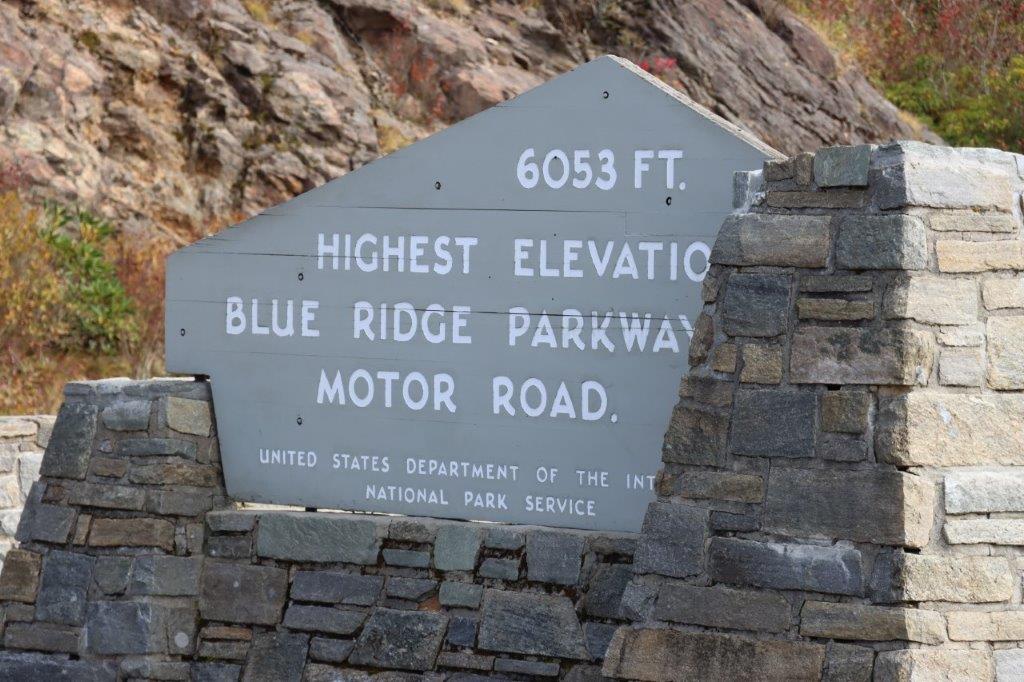 6053 FT.
HIGHEST ELEVATIO
BLUE RIDGE PARKWAY
MOTOR ROAD.
UNITED STATES DEPARTMENT OF THE INT
NATIONAL PARK SERVICE